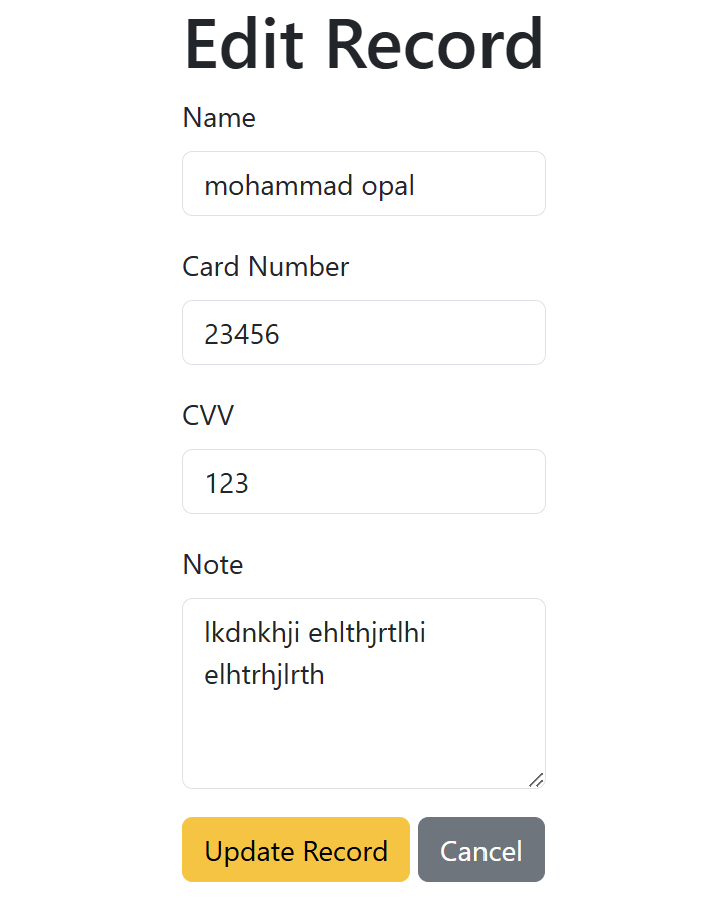 Edit Record
Name
mohammad opal
Card Number
23456
CVV
123
Note
lkdnkhji ehlthjrtlhi
elhtrhjlrth
Update Record Cancel